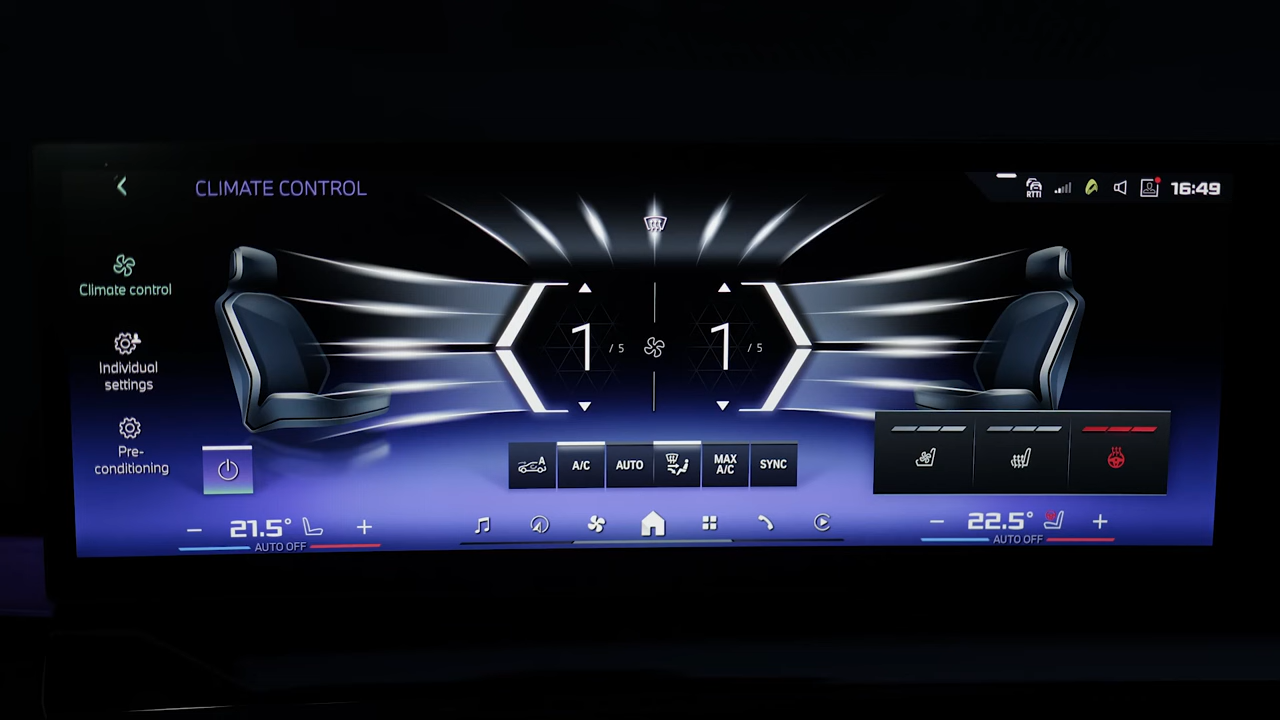 CLIMATE CONTROL
RTTI
16:49
Climate control
Individual
settings
Pre-
conditioning
1 / 5
1 / 5
A
A/C
AUTO
MAX
A/C
SYNC
− 21.5° +
AUTO OFF
− 22.5° +
AUTO OFF